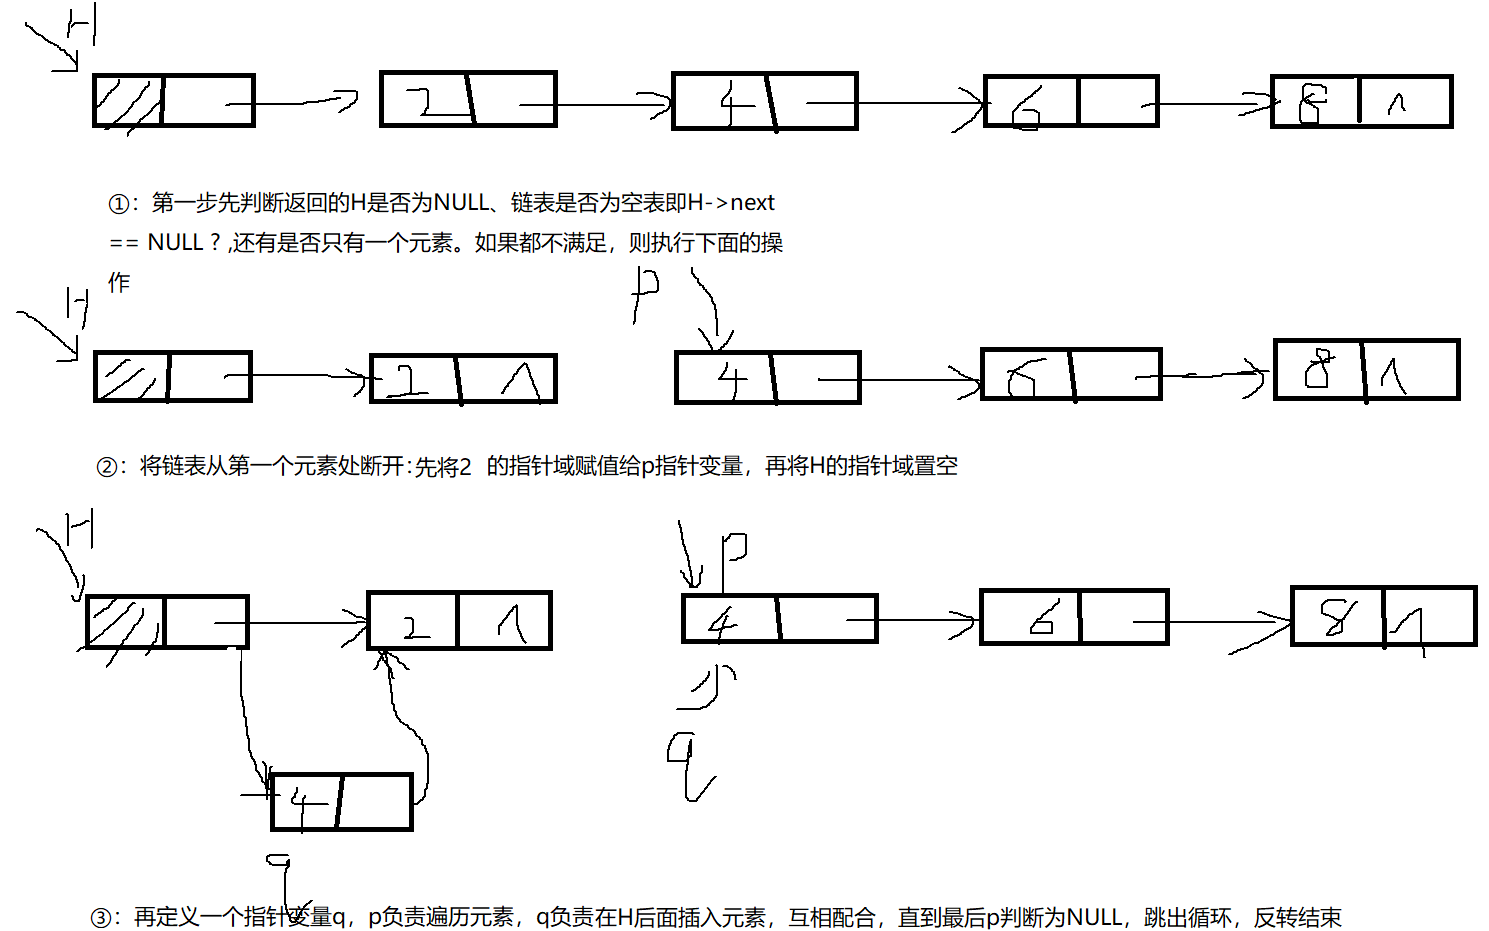 H
2 4 6 8 ∧
①：第一步先判断返回的H是否为NULL、链表是否为空表即H->next
== NULL ? ,还有是否只有一个元素。如果都不满足，则执行下面的操
作
H
p
2 ∧ 4 6 8 ∧
②：将链表从第一个元素处断开:先将2 的指针域赋值给p指针变量，再将H的指针域置空
H
p
2 ∧ 4 6 8 ∧
q
4
q
③：再定义一个指针变量q，p负责遍历元素，q负责在H后面插入元素，互相配合，直到最后p判断为NULL，跳出循环，反转结束